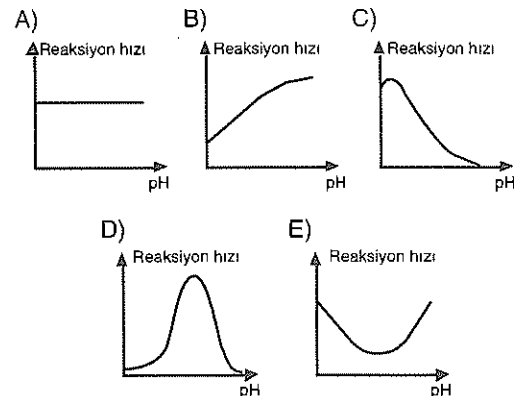 A) B) C)
Reaksiyon hızı Reaksiyon hızı Reaksiyon hızı
pH pH pH
D) E)
Reaksiyon hızı Reaksiyon hızı
pH pH